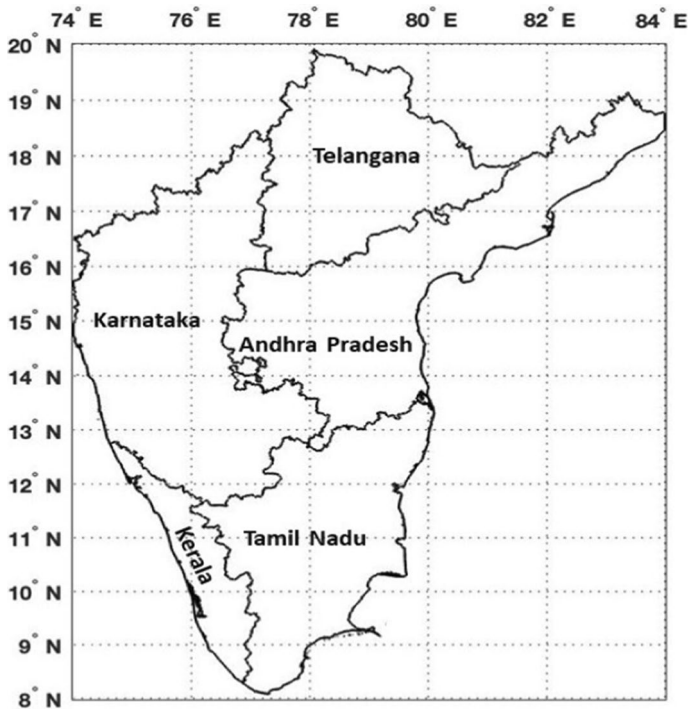 74° E 76° E 78° E 80° E 82° E 84° E
20° N
19° N
18° N
17° N
16° N
15° N
14° N
13° N
12° N
11° N
10° N
9° N
8° N
Telangana
Karnataka
Andhra Pradesh
Kerala
Tamil Nadu